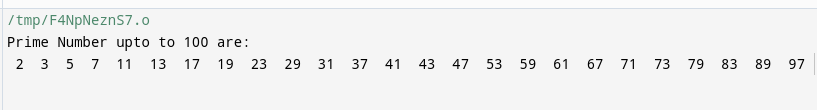 /tmp/F4NpNeznS7.o
Prime Number upto to 100 are:
2 3 5 7 11 13 17 19 23 29 31 37 41 43 47 53 59 61 67 71 73 79 83 89 97